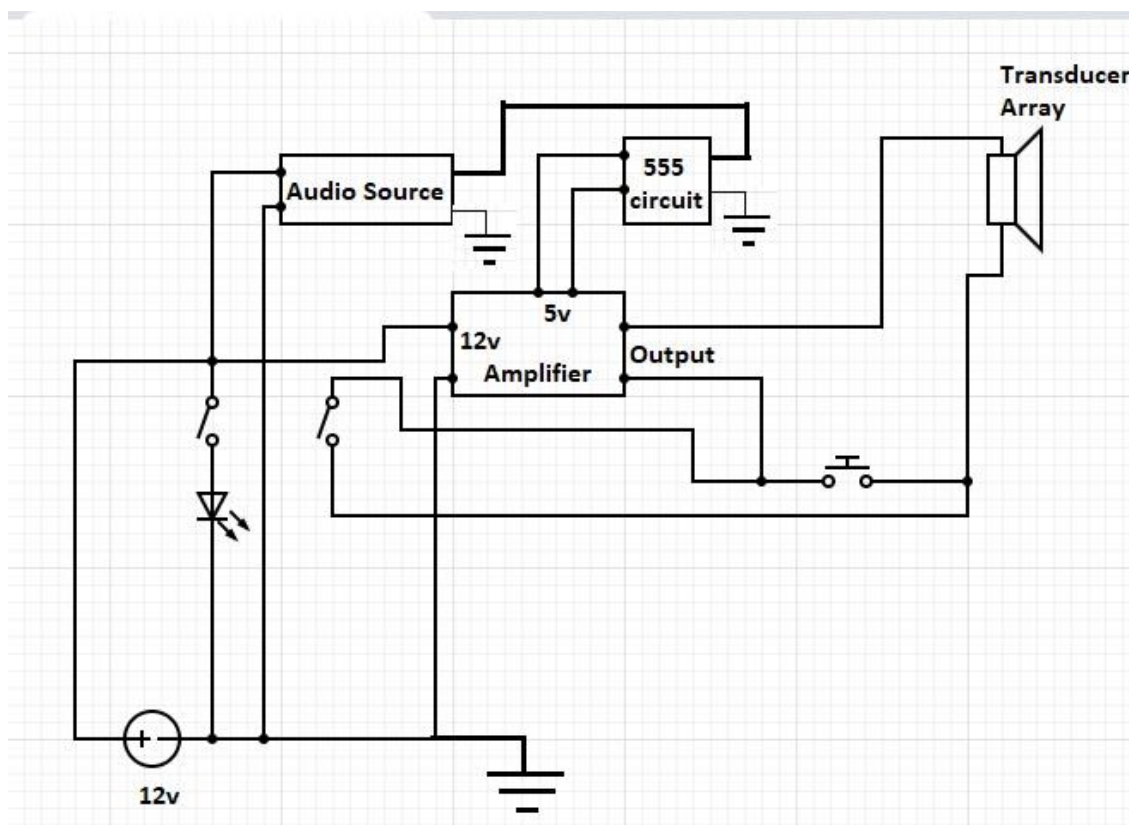 Transducer
Array
555
circuit
Audio Source
5v
12v
Output
Amplifier
12v